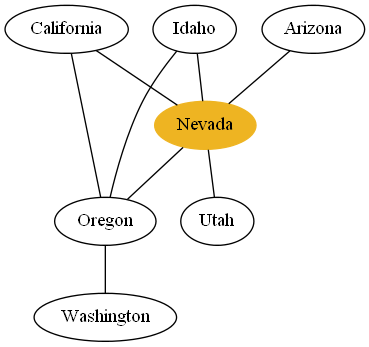 California
Idaho
Arizona
Nevada
Oregon
Utah
Washington